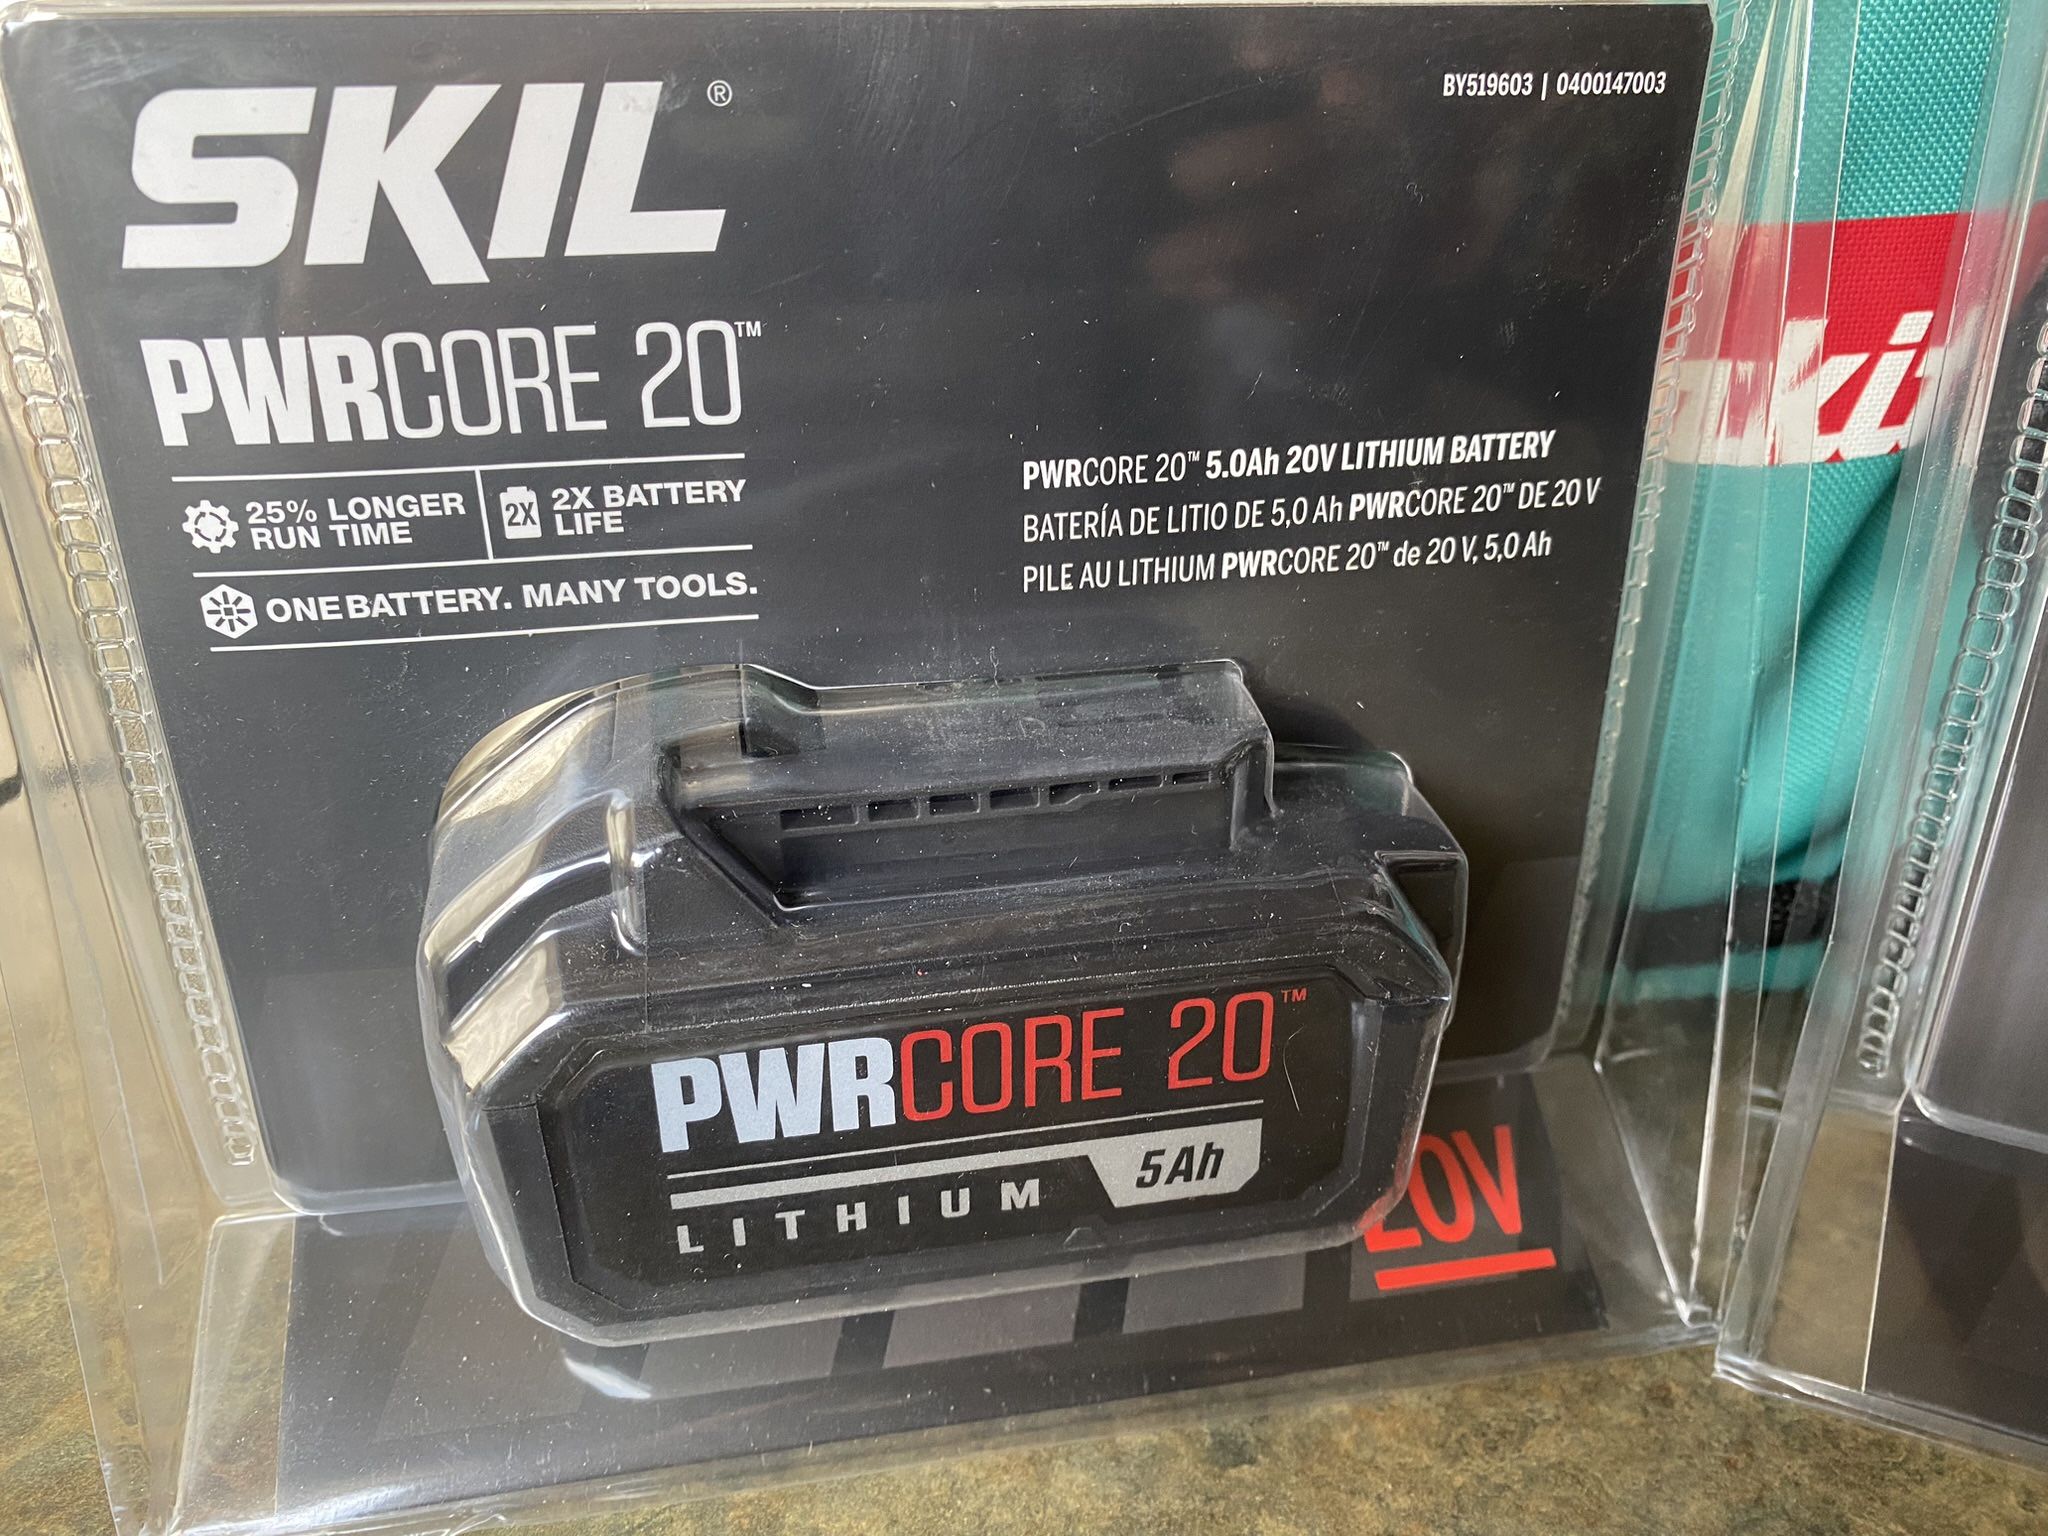 SKIL®
BY519603 | 0400147003
PWRCORE 20™
25% LONGER
RUN TIME
2X
2X BATTERY
LIFE
ONE BATTERY. MANY TOOLS.
PWRCORE 20™ 5.0Ah 20V LITHIUM BATTERY
BATERÍA DE LITIO DE 5,0 Ah PWRCORE 20™ DE 20 V
PILE AU LITHIUM PWRCORE 20™ de 20 V, 5,0 Ah
PWRCORE 20™
5Ah
LITHIUM
20V